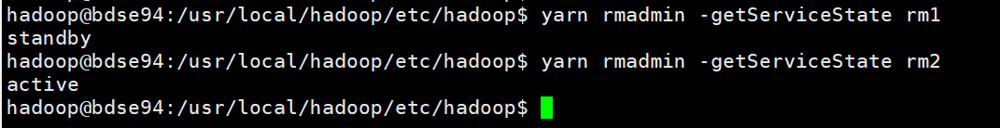 hadoop@bdse94:/usr/local/hadoop/etc/hadoop$ yarn rmadmin -getServiceState rm1
standby
hadoop@bdse94:/usr/local/hadoop/etc/hadoop$ yarn rmadmin -getServiceState rm2
active
hadoop@bdse94:/usr/local/hadoop/etc/hadoop$